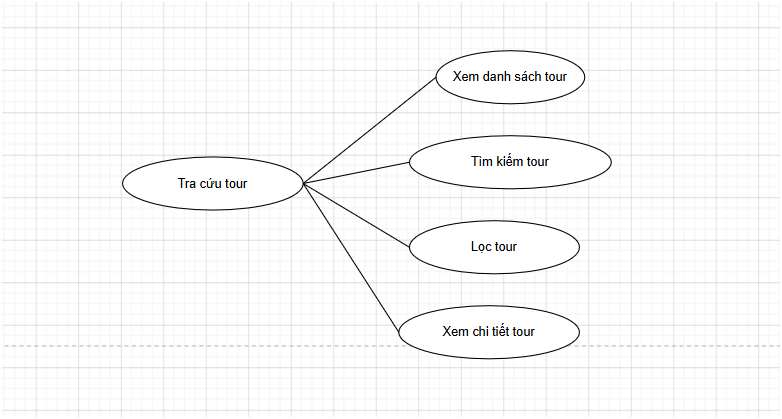 Xem danh sách tour
Tìm kiếm tour
Tra cứu tour
Lọc tour
Xem chi tiết tour